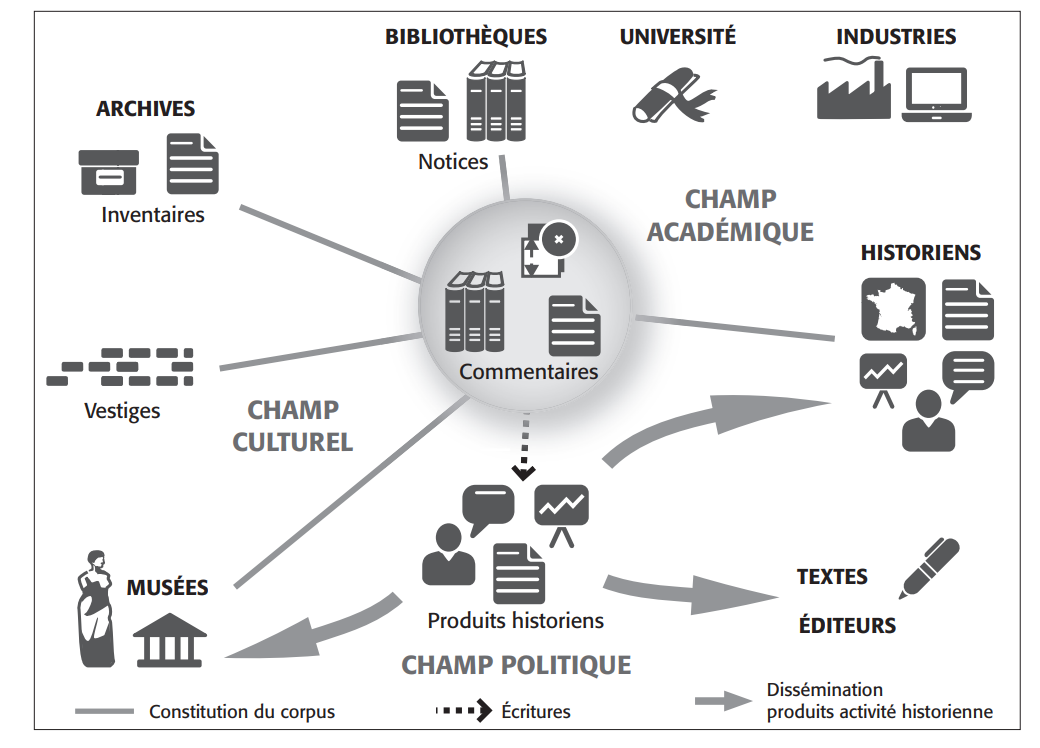 BIBLIOTHÈQUES
UNIVERSITÉ
INDUSTRIES
ARCHIVES
Notices
Inventaires
CHAMP
ACADÉMIQUE
HISTORIENS
Commentaires
Vestiges
CHAMP
CULTUREL
MUSÉES
TEXTES
ÉDITEURS
Produits historiens
CHAMP POLITIQUE
Constitution du corpus
Écritures
Dissémination
produits activité historienne